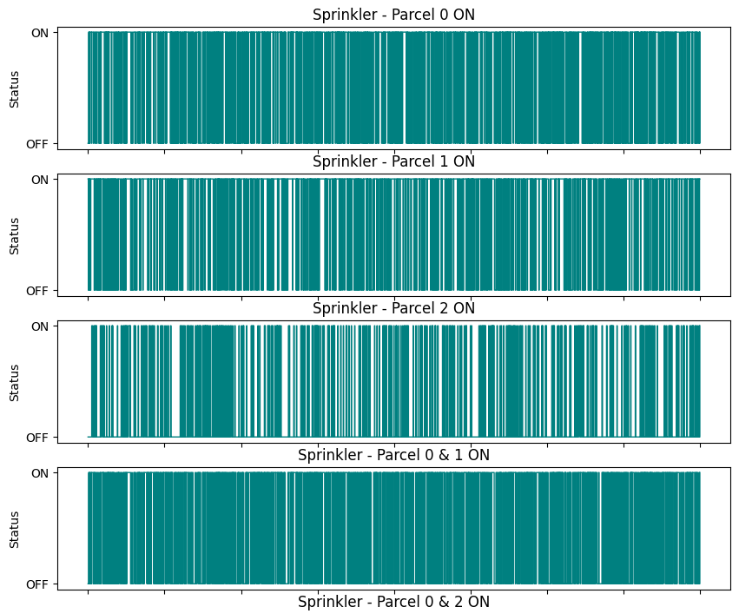 Sprinkler - Parcel 0 ON
ON
Status
OFF
Sprinkler - Parcel 1 ON
ON
Status
OFF
Sprinkler - Parcel 2 ON
ON
Status
OFF
Sprinkler - Parcel 0 & 1 ON
ON
Status
OFF
Sprinkler - Parcel 0 & 2 ON